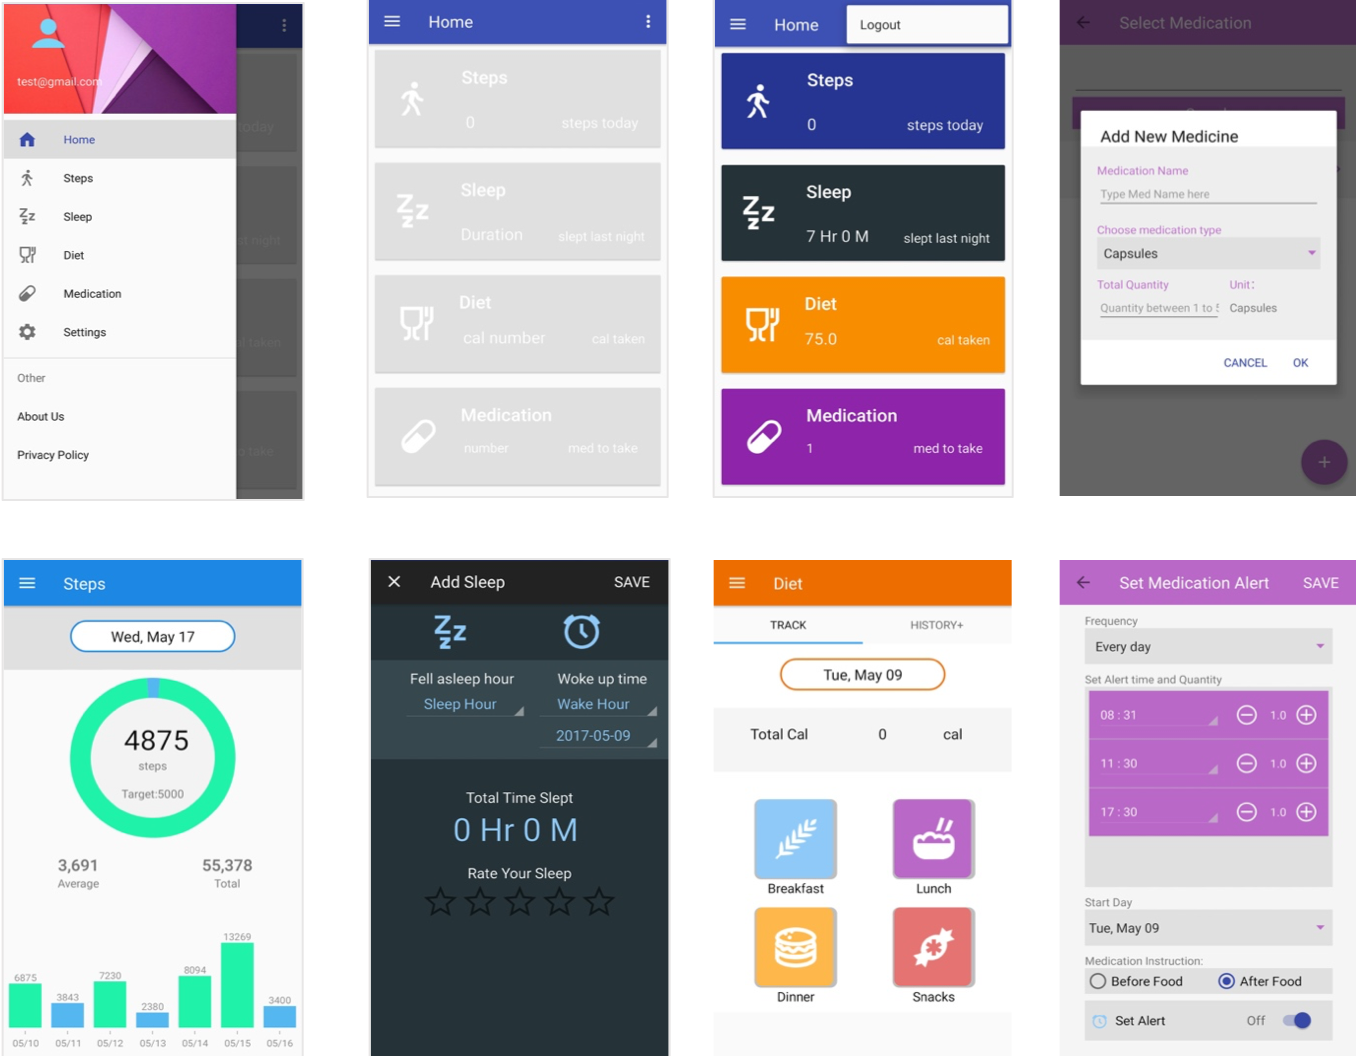 test@gmail.com
Home
Steps
Sleep
Diet
Medication
Settings
Other
About Us
Privacy Policy
today
night
taken
to take
Home
Steps
0 steps today
Sleep
Duration slept last night
Diet
cal number cal taken
Medication
number med to take
Home
Logout
Steps
0 steps today
Sleep
7 Hr 0 M slept last night
Diet
75.0 cal taken
Medication
1 med to take
Select Medication
Add New Medicine
Medication Name
Type Med Name here
Choose medication type
Capsules
Total Quantity Unit:
Quantity between 1 to Capsules
CANCEL OK
+
Steps
Wed, May 17
4875
steps
Target:5000
3,691 55,378
Average Total
13269
8094
7230
6875
3843
3400
2380
05/10 05/11 05/12 05/13 05/14 05/15 05/16
Add Sleep SAVE
Zzz
Fell asleep hour Woke up time
Sleep Hour Wake Hour
2017-05-09
Total Time Slept
0 Hr 0 M
Rate Your Sleep
Diet
TRACK HISTORY+
Tue, May 09
Total Cal 0 cal
Breakfast Lunch
Dinner Snacks
Set Medication Alert SAVE
Frequency
Every day
Set Alert time and Quantity
08 : 31 1.0
11 : 30 1.0
17 : 30 1.0
Start Day
Tue, May 09
Medication Instruction:
Before Food After Food
Set Alert Off